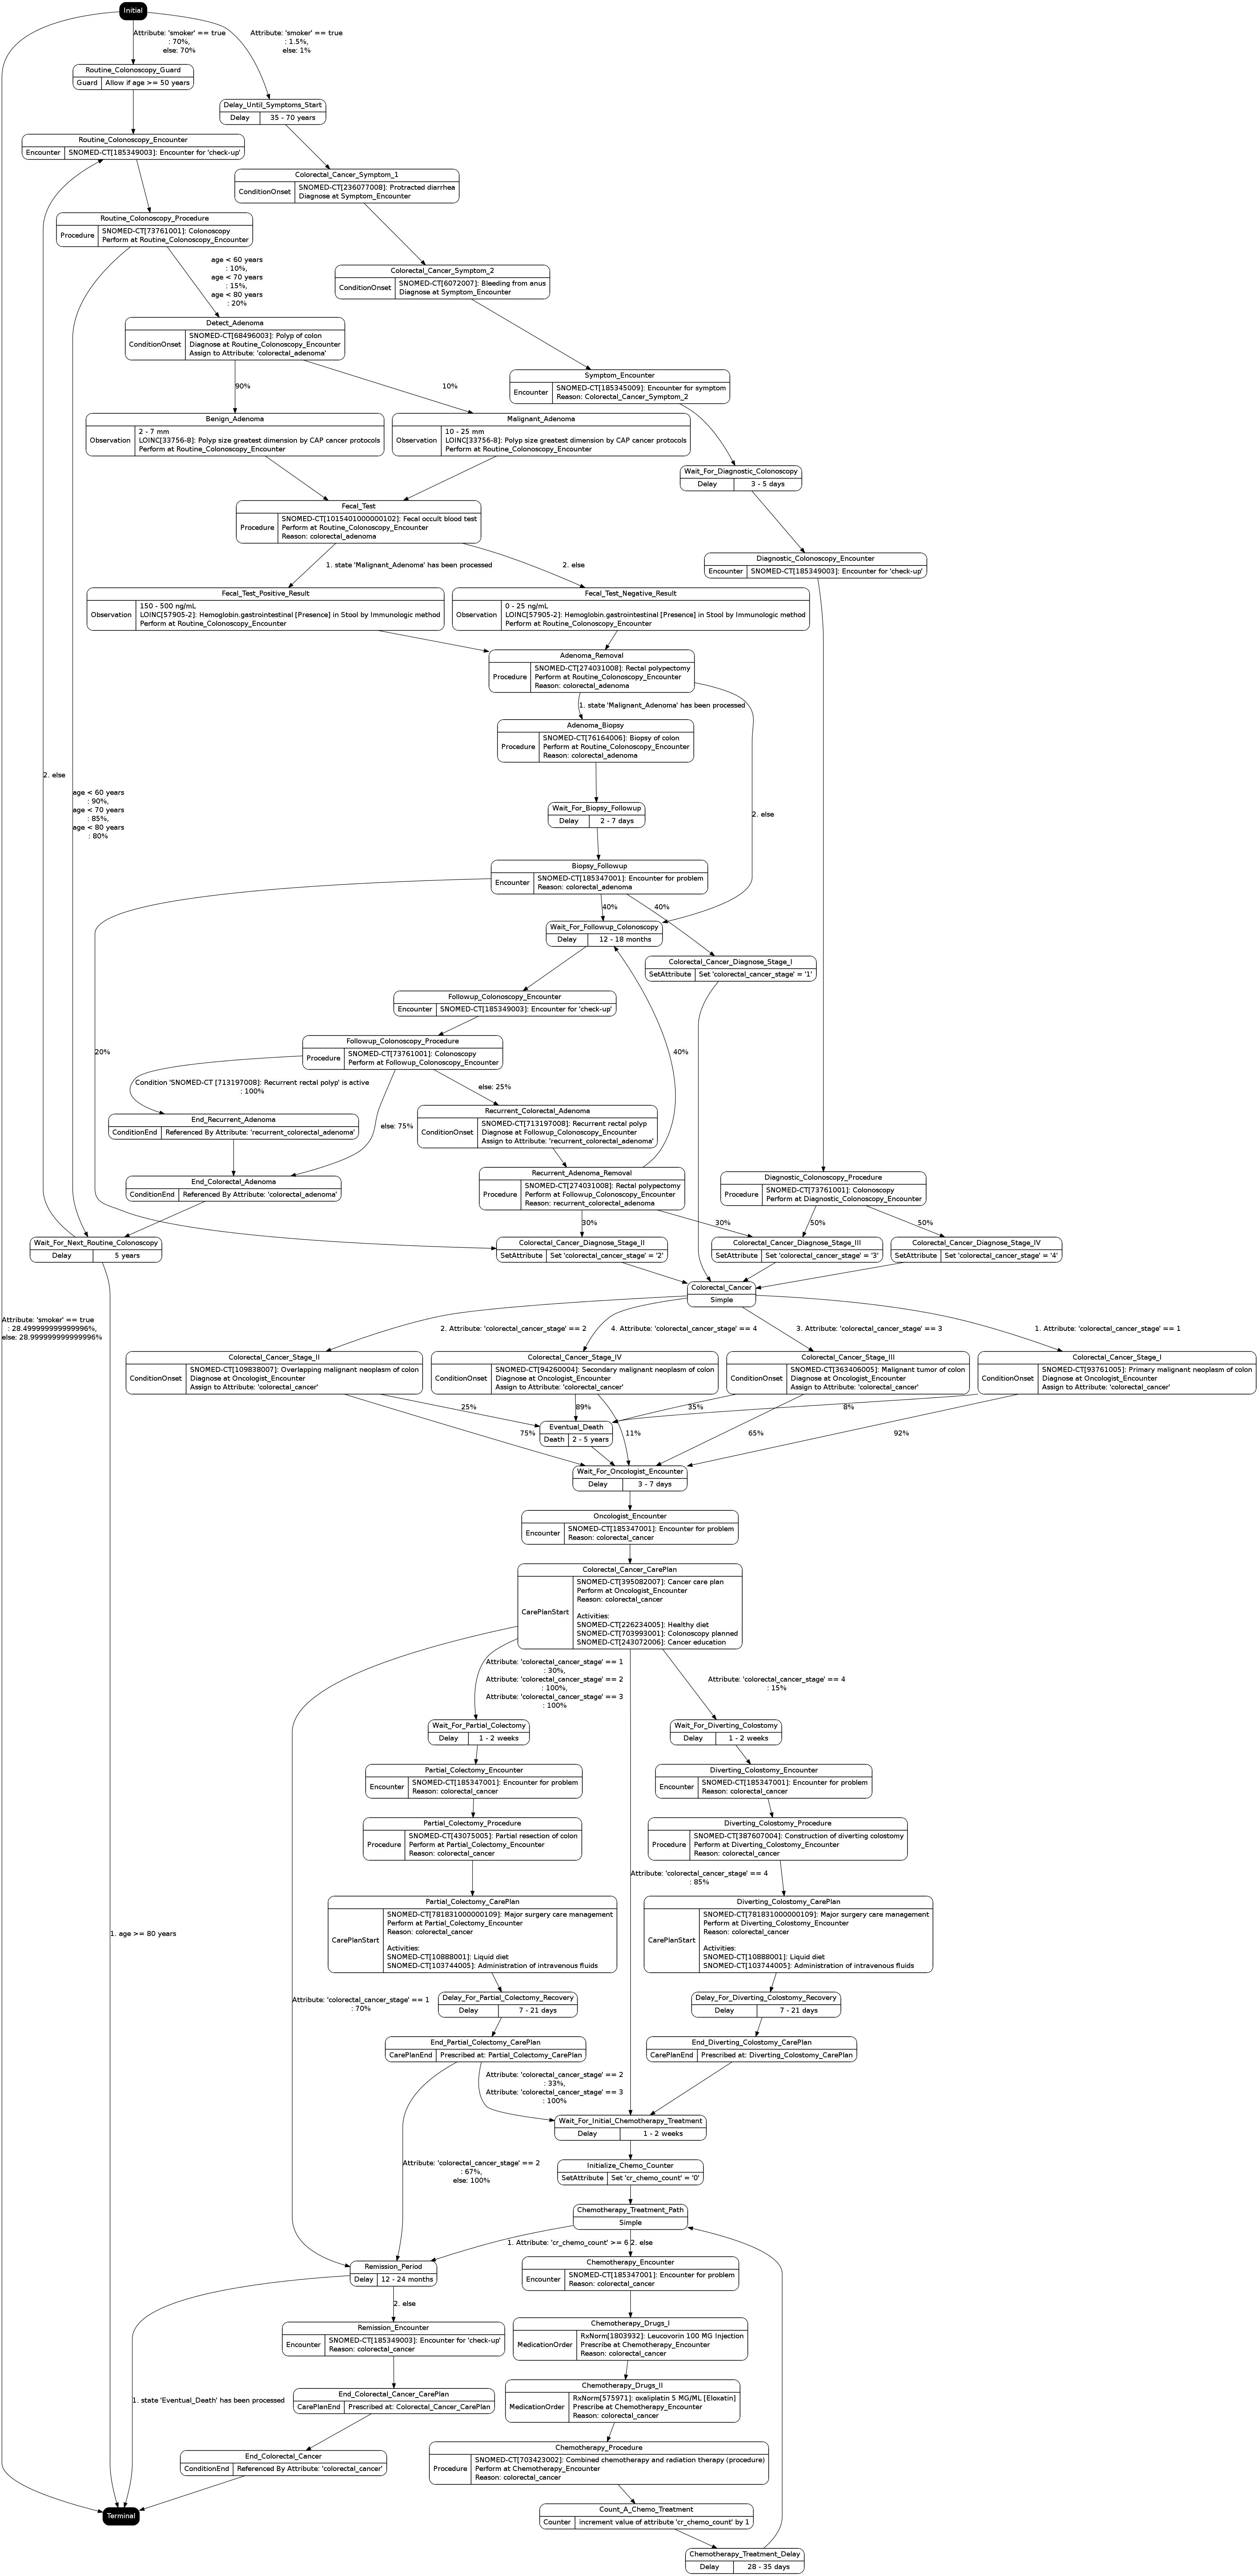 Initial
Attribute: 'smoker' == true
: 70%,
else: 70%
Attribute: 'smoker' == true
: 1.5%,
else: 1%
Routine_Colonoscopy_Guard
Guard
Allow if age >= 50 years
Delay_Until_Symptoms_Start
Delay
35 - 70 years
Routine_Colonoscopy_Encounter
Encounter
SNOMED-CT[185349003]: Encounter for 'check-up'
Colorectal_Cancer_Symptom_1
ConditionOnset
SNOMED-CT[236077008]: Protracted diarrhea
Diagnose at Symptom_Encounter
Routine_Colonoscopy_Procedure
Procedure
SNOMED-CT[73761001]: Colonoscopy
Perform at Routine_Colonoscopy_Encounter
age < 60 years
: 10%,
age < 70 years
: 15%,
age < 80 years
: 20%
Colorectal_Cancer_Symptom_2
ConditionOnset
SNOMED-CT[6072007]: Bleeding from anus
Diagnose at Symptom_Encounter
Detect_Adenoma
ConditionOnset
SNOMED-CT[68496003]: Polyp of colon
Diagnose at Routine_Colonoscopy_Encounter
Assign to Attribute: 'colorectal_adenoma'
Symptom_Encounter
Encounter
SNOMED-CT[185345009]: Encounter for symptom
Reason: Colorectal_Cancer_Symptom_2
90%
10%
Benign_Adenoma
Observation
2 - 7 mm
LOINC[33756-8]: Polyp size greatest dimension by CAP cancer protocols
Perform at Routine_Colonoscopy_Encounter
Malignant_Adenoma
Observation
10 - 25 mm
LOINC[33756-8]: Polyp size greatest dimension by CAP cancer protocols
Perform at Routine_Colonoscopy_Encounter
Wait_For_Diagnostic_Colonoscopy
Delay
3 - 5 days
Fecal_Test
Procedure
SNOMED-CT[1015401000000102]: Fecal occult blood test
Perform at Routine_Colonoscopy_Encounter
Reason: colorectal_adenoma
Diagnostic_Colonoscopy_Encounter
Encounter
SNOMED-CT[185349003]: Encounter for 'check-up'
1. state 'Malignant_Adenoma' has been processed
2. else
Fecal_Test_Positive_Result
Observation
150 - 500 ng/mL
LOINC[57905-2]: Hemoglobin.gastrointestinal [Presence] in Stool by Immunologic method
Perform at Routine_Colonoscopy_Encounter
Fecal_Test_Negative_Result
Observation
0 - 25 ng/mL
LOINC[57905-2]: Hemoglobin.gastrointestinal [Presence] in Stool by Immunologic method
Perform at Routine_Colonoscopy_Encounter
Adenoma_Removal
Procedure
SNOMED-CT[274031008]: Rectal polypectomy
Perform at Routine_Colonoscopy_Encounter
Reason: colorectal_adenoma
1. state 'Malignant_Adenoma' has been processed
Adenoma_Biopsy
Procedure
SNOMED-CT[76164006]: Biopsy of colon
Perform at Routine_Colonoscopy_Encounter
Reason: colorectal_adenoma
2. else
age < 60 years
: 90%,
age < 70 years
: 85%,
age < 80 years
: 80%
Wait_For_Biopsy_Followup
Delay
2 - 7 days
2. else
Biopsy_Followup
Encounter
SNOMED-CT[185347001]: Encounter for problem
Reason: colorectal_adenoma
40%
40%
Wait_For_Followup_Colonoscopy
Delay
12 - 18 months
Colorectal_Cancer_Diagnose_Stage_I
SetAttribute
Set 'colorectal_cancer_stage' = '1'
Followup_Colonoscopy_Encounter
Encounter
SNOMED-CT[185349003]: Encounter for 'check-up'
Followup_Colonoscopy_Procedure
Procedure
SNOMED-CT[73761001]: Colonoscopy
Perform at Followup_Colonoscopy_Encounter
20%
40%
Condition 'SNOMED-CT [713197008]: Recurrent rectal polyp' is active
: 100%
else: 25%
End_Recurrent_Adenoma
ConditionEnd
Referenced By Attribute: 'recurrent_colorectal_adenoma'
else: 75%
Recurrent_Colorectal_Adenoma
ConditionOnset
SNOMED-CT[713197008]: Recurrent rectal polyp
Diagnose at Followup_Colonoscopy_Encounter
Assign to Attribute: 'recurrent_colorectal_adenoma'
End_Colorectal_Adenoma
ConditionEnd
Referenced By Attribute: 'colorectal_adenoma'
Recurrent_Adenoma_Removal
Procedure
SNOMED-CT[274031008]: Rectal polypectomy
Perform at Followup_Colonoscopy_Encounter
Reason: recurrent_colorectal_adenoma
Diagnostic_Colonoscopy_Procedure
Procedure
SNOMED-CT[73761001]: Colonoscopy
Perform at Diagnostic_Colonoscopy_Encounter
30%
30%
50%
50%
Wait_For_Next_Routine_Colonoscopy
Delay
5 years
Colorectal_Cancer_Diagnose_Stage_II
SetAttribute
Set 'colorectal_cancer_stage' = '2'
Colorectal_Cancer_Diagnose_Stage_III
SetAttribute
Set 'colorectal_cancer_stage' = '3'
Colorectal_Cancer_Diagnose_Stage_IV
SetAttribute
Set 'colorectal_cancer_stage' = '4'
Colorectal_Cancer
Simple
Attribute: 'smoker' == true
: 28.499999999999996%,
else: 28.999999999999996%
2. Attribute: 'colorectal_cancer_stage' == 2
4. Attribute: 'colorectal_cancer_stage' == 4
3. Attribute: 'colorectal_cancer_stage' == 3
1. Attribute: 'colorectal_cancer_stage' == 1
Colorectal_Cancer_Stage_II
ConditionOnset
SNOMED-CT[109838007]: Overlapping malignant neoplasm of colon
Diagnose at Oncologist_Encounter
Assign to Attribute: 'colorectal_cancer'
Colorectal_Cancer_Stage_IV
ConditionOnset
SNOMED-CT[94260004]: Secondary malignant neoplasm of colon
Diagnose at Oncologist_Encounter
Assign to Attribute: 'colorectal_cancer'
Colorectal_Cancer_Stage_III
ConditionOnset
SNOMED-CT[363406005]: Malignant tumor of colon
Diagnose at Oncologist_Encounter
Assign to Attribute: 'colorectal_cancer'
Colorectal_Cancer_Stage_I
ConditionOnset
SNOMED-CT[93761005]: Primary malignant neoplasm of colon
Diagnose at Oncologist_Encounter
Assign to Attribute: 'colorectal_cancer'
25%
89%
35%
8%
Eventual_Death
Death
2 - 5 years
75%
11%
65%
92%
Wait_For_Oncologist_Encounter
Delay
3 - 7 days
Oncologist_Encounter
Encounter
SNOMED-CT[185347001]: Encounter for problem
Reason: colorectal_cancer
Colorectal_Cancer_CarePlan
CarePlanStart
SNOMED-CT[395082007]: Cancer care plan
Perform at Oncologist_Encounter
Reason: colorectal_cancer
Activities:
SNOMED-CT[226234005]: Healthy diet
SNOMED-CT[703993001]: Colonoscopy planned
SNOMED-CT[243072006]: Cancer education
Attribute: 'colorectal_cancer_stage' == 1
: 30%,
Attribute: 'colorectal_cancer_stage' == 2
: 100%,
Attribute: 'colorectal_cancer_stage' == 3
: 100%
Attribute: 'colorectal_cancer_stage' == 4
: 15%
Wait_For_Partial_Colectomy
Delay
1 - 2 weeks
Wait_For_Diverting_Colostomy
Delay
1 - 2 weeks
Partial_Colectomy_Encounter
Encounter
SNOMED-CT[185347001]: Encounter for problem
Reason: colorectal_cancer
Diverting_Colostomy_Encounter
Encounter
SNOMED-CT[185347001]: Encounter for problem
Reason: colorectal_cancer
Partial_Colectomy_Procedure
Procedure
SNOMED-CT[43075005]: Partial resection of colon
Perform at Partial_Colectomy_Encounter
Reason: colorectal_cancer
Diverting_Colostomy_Procedure
Procedure
SNOMED-CT[387607004]: Construction of diverting colostomy
Perform at Diverting_Colostomy_Encounter
Reason: colorectal_cancer
Attribute: 'colorectal_cancer_stage' == 4
: 85%
Partial_Colectomy_CarePlan
CarePlanStart
SNOMED-CT[781831000000109]: Major surgery care management
Perform at Partial_Colectomy_Encounter
Reason: colorectal_cancer
Activities:
SNOMED-CT[10888001]: Liquid diet
SNOMED-CT[103744005]: Administration of intravenous fluids
Diverting_Colostomy_CarePlan
CarePlanStart
SNOMED-CT[781831000000109]: Major surgery care management
Perform at Diverting_Colostomy_Encounter
Reason: colorectal_cancer
Activities:
SNOMED-CT[10888001]: Liquid diet
SNOMED-CT[103744005]: Administration of intravenous fluids
1. age >= 80 years
Attribute: 'colorectal_cancer_stage' == 1
: 70%
Delay_For_Partial_Colectomy_Recovery
Delay
7 - 21 days
Delay_For_Diverting_Colostomy_Recovery
Delay
7 - 21 days
End_Partial_Colectomy_CarePlan
CarePlanEnd
Prescribed at: Partial_Colectomy_CarePlan
End_Diverting_Colostomy_CarePlan
CarePlanEnd
Prescribed at: Diverting_Colostomy_CarePlan
Attribute: 'colorectal_cancer_stage' == 2
: 33%,
Attribute: 'colorectal_cancer_stage' == 3
: 100%
Wait_For_Initial_Chemotherapy_Treatment
Delay
1 - 2 weeks
Attribute: 'colorectal_cancer_stage' == 2
: 67%,
else: 100%
Initialize_Chemo_Counter
SetAttribute
Set 'cr_chemo_count' = '0'
Chemotherapy_Treatment_Path
Simple
1. Attribute: 'cr_chemo_count' >= 6
2. else
Remission_Period
Delay
12 - 24 months
Chemotherapy_Encounter
Encounter
SNOMED-CT[185347001]: Encounter for problem
Reason: colorectal_cancer
2. else
Remission_Encounter
Encounter
SNOMED-CT[185349003]: Encounter for 'check-up'
Reason: colorectal_cancer
Chemotherapy_Drugs_I
MedicationOrder
RxNorm[1803932]: Leucovorin 100 MG Injection
Prescribe at Chemotherapy_Encounter
Reason: colorectal_cancer
1. state 'Eventual_Death' has been processed
End_Colorectal_Cancer_CarePlan
CarePlanEnd
Prescribed at: Colorectal_Cancer_CarePlan
Chemotherapy_Drugs_II
MedicationOrder
RxNorm[575971]: oxaliplatin 5 MG/ML [Eloxatin]
Prescribe at Chemotherapy_Encounter
Reason: colorectal_cancer
End_Colorectal_Cancer
ConditionEnd
Referenced By Attribute: 'colorectal_cancer'
Chemotherapy_Procedure
Procedure
SNOMED-CT[703423002]: Combined chemotherapy and radiation therapy (procedure)
Perform at Chemotherapy_Encounter
Reason: colorectal_cancer
Terminal
Count_A_Chemo_Treatment
Counter
increment value of attribute 'cr_chemo_count' by 1
Chemotherapy_Treatment_Delay
Delay
28 - 35 days